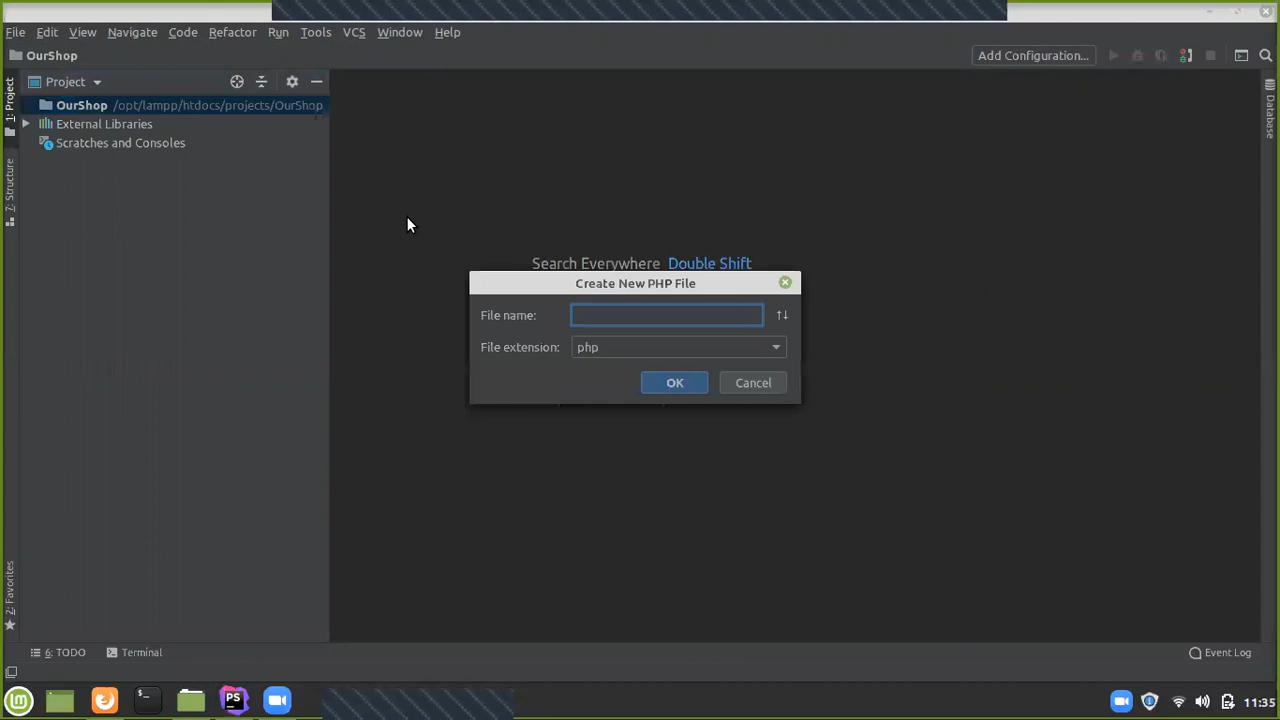 File Edit View Navigate Code Refactor Run Tools VCS Window Help
OurShop
Add Configuration...
Project
OurShop /opt/lampp/htdocs/projects/OurShop
External Libraries
Scratches and Consoles
1: Project
7: Structure
2: Favorites
Database
Search Everywhere Double Shift
Create New PHP File
File name:
File extension: php
OK Cancel
6: TODO Terminal
Event Log
PS
11:35